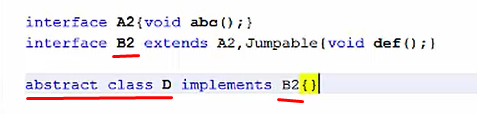 interface A2{void abc();}
interface B2 extends A2,Jumpable{void def();}
abstract class D implements B2{}